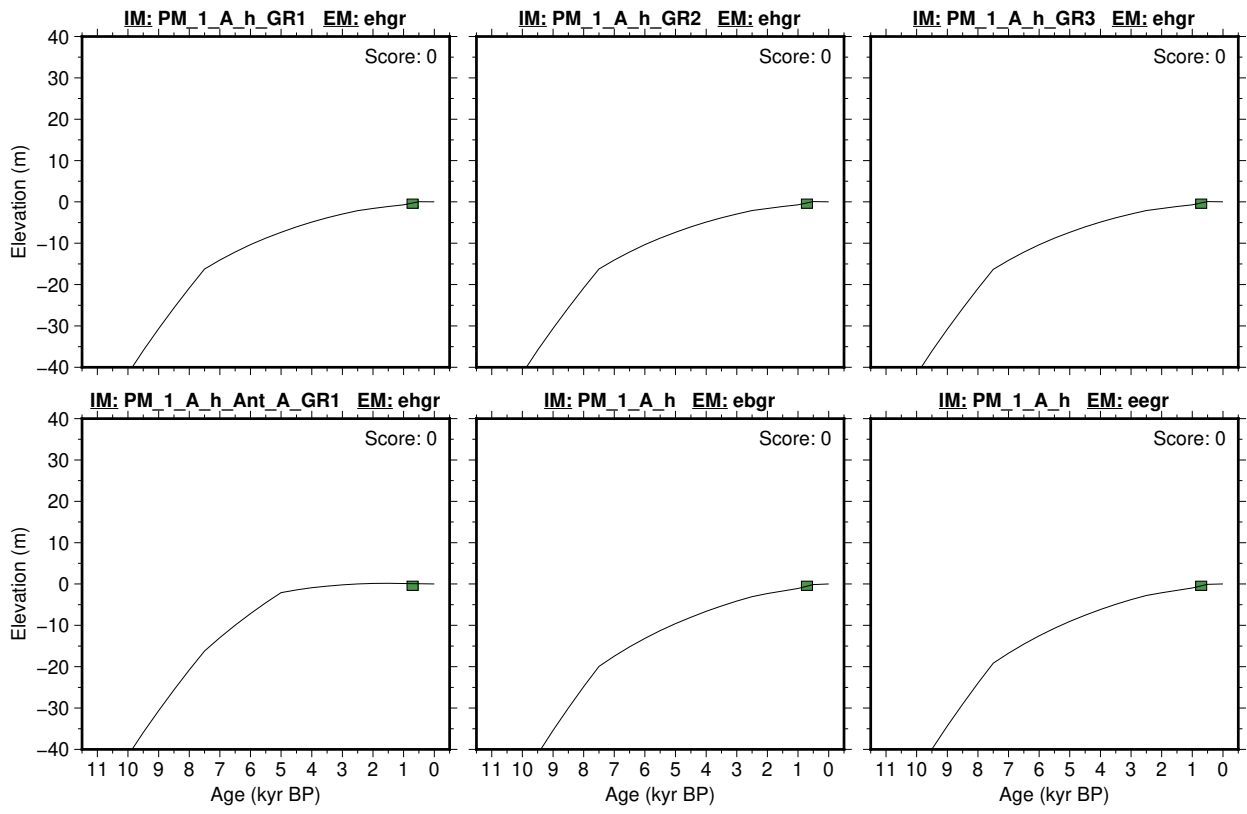 IM: PM_1_A_h_GR1 EM: ehgr
IM: PM_1_A_h_GR2 EM: ehgr
IM: PM_1_A_h_GR3 EM: ehgr
Score: 0
Score: 0
Score: 0
Elevation (m)
40
30
20
10
0
−10
−20
−30
−40
IM: PM_1_A_h_Ant_A_GR1 EM: ehgr
IM: PM_1_A_h EM: ebgr
IM: PM_1_A_h EM: eegr
Score: 0
Score: 0
Score: 0
Elevation (m)
40
30
20
10
0
−10
−20
−30
−40
11 10 9 8 7 6 5 4 3 2 1 0
11 10 9 8 7 6 5 4 3 2 1 0
11 10 9 8 7 6 5 4 3 2 1 0
Age (kyr BP)
Age (kyr BP)
Age (kyr BP)